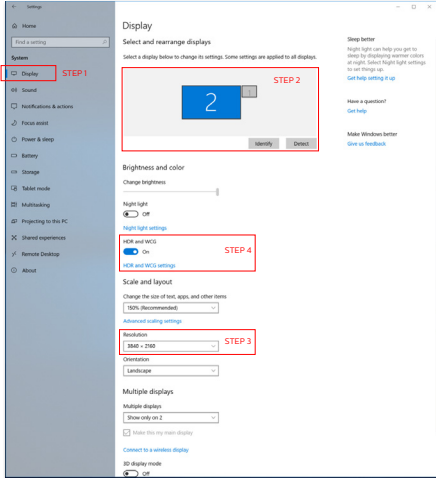 Settings
Home
Find a setting
System
Display
STEP 1
Sound
Notifications & actions
Focus assist
Power & sleep
Battery
Storage
Tablet mode
Multitasking
Projecting to this PC
Shared experiences
Remote Desktop
About
Display
Select and rearrange displays
Select a display below to change its settings. Some settings are applied to all displays.
STEP 2
2
1
Identify
Detect
Brightness and color
Change brightness
Night light
Off
Night light settings
HDR and WCG
On
STEP 4
HDR and WCG settings
Scale and layout
Change the size of text, apps, and other items
150% (Recommended)
Advanced scaling settings
Resolution
3840 × 2160
STEP 3
Orientation
Landscape
Multiple displays
Multiple displays
Show only on 2
Make this my main display
Connect to a wireless display
3D display mode
Off
Sleep better
Night light can help you get to
sleep by displaying warmer colors
at night. Select Night light settings
to set things up.
Get help setting it up
Have a question?
Get help
Make Windows better
Give us feedback